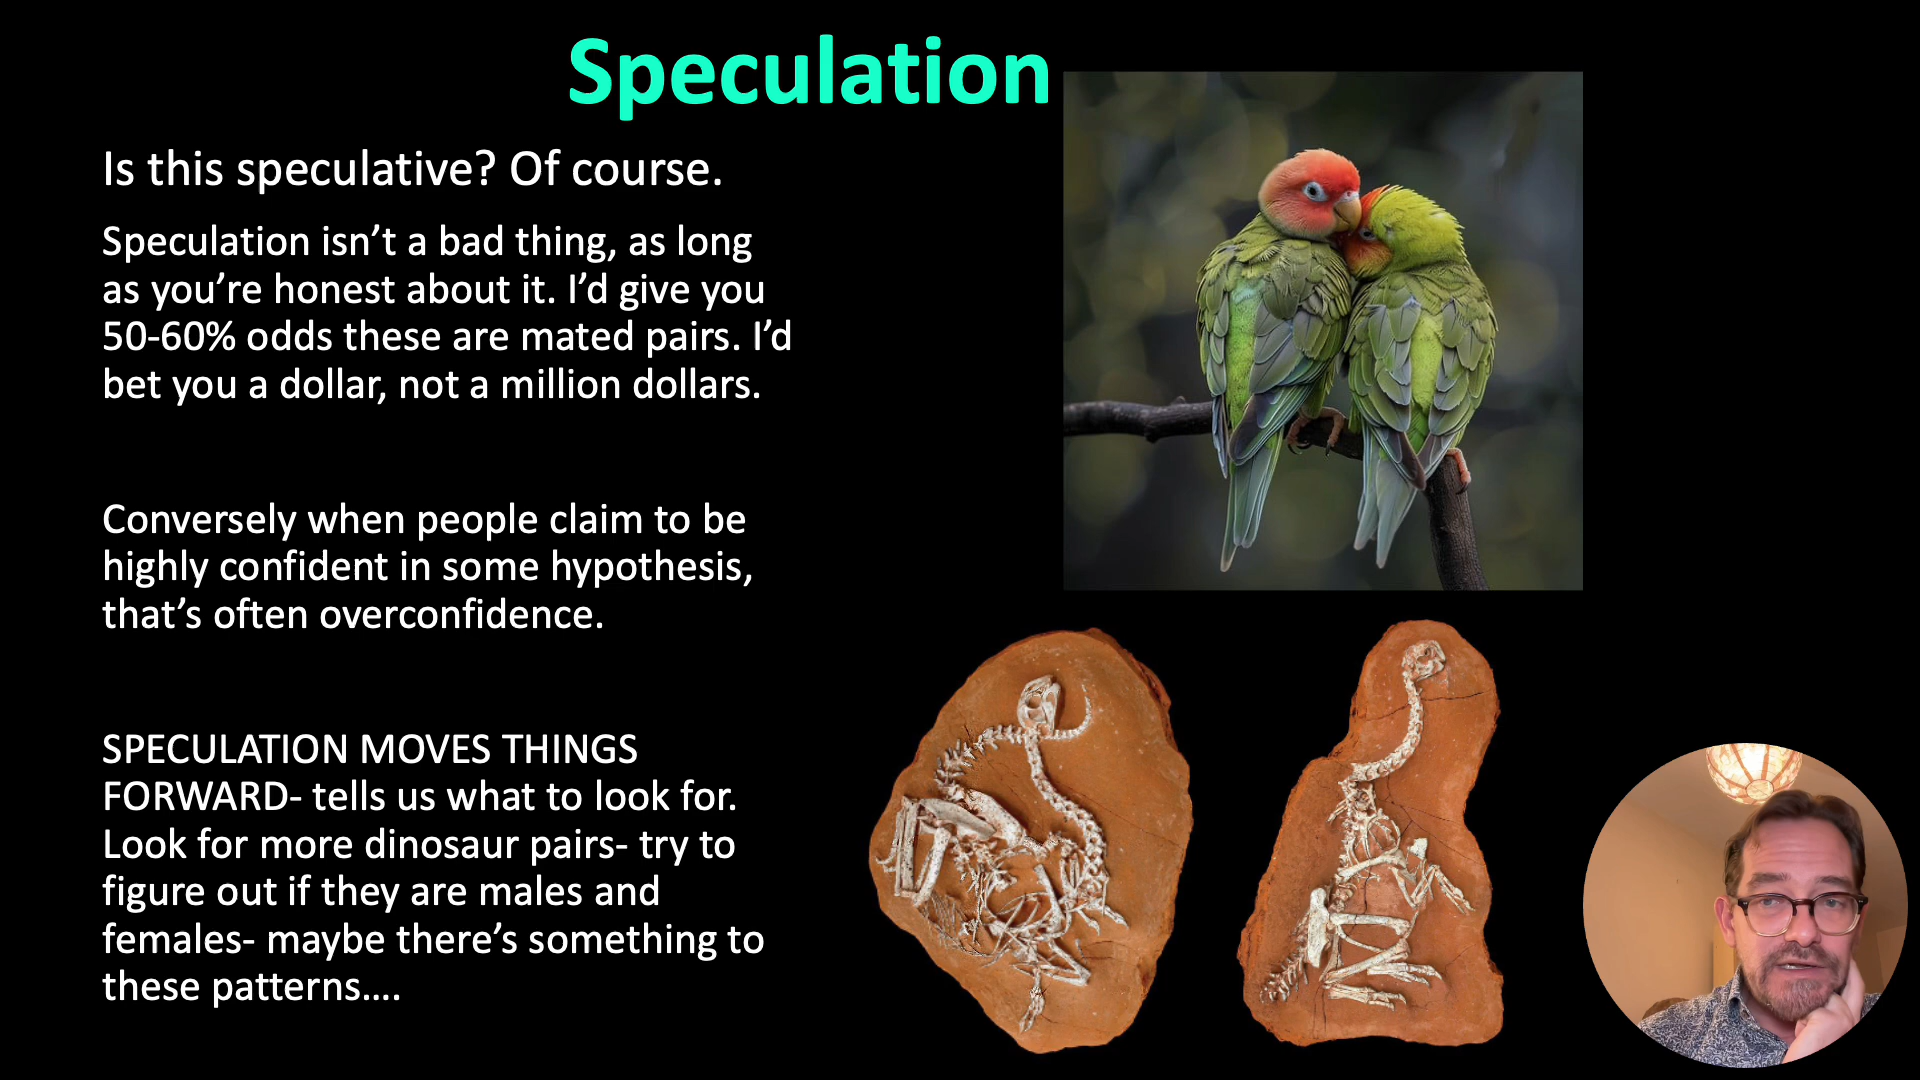 Speculation
Is this speculative? Of course.
Speculation isn’t a bad thing, as long
as you’re honest about it. I’d give you
50-60% odds these are mated pairs. I’d
bet you a dollar, not a million dollars.
Conversely when people claim to be
highly confident in some hypothesis,
that’s often overconfidence.
SPECULATION MOVES THINGS
FORWARD- tells us what to look for.
Look for more dinosaur pairs- try to
figure out if they are males and
females- maybe there’s something to
these patterns....